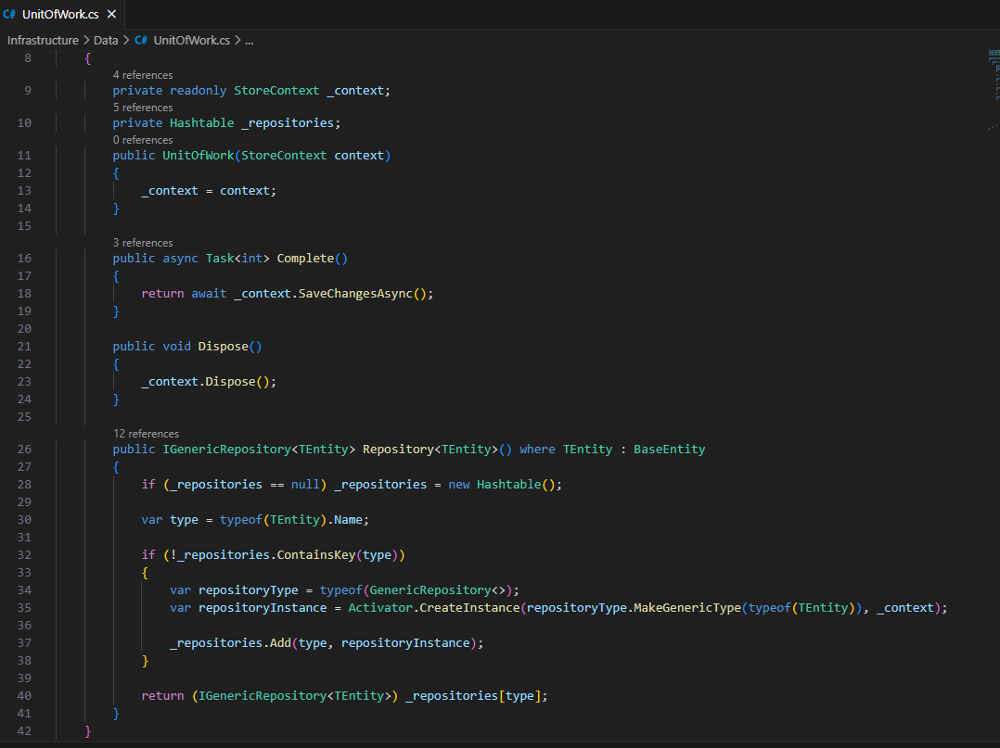 C# UnitOfWork.cs ×
Infrastructure > Data > C# UnitOfWork.cs > ...
8 {
4 references
9 private readonly StoreContext _context;
5 references
10 private Hashtable _repositories;
0 references
11 public UnitOfWork(StoreContext context)
12 {
13 _context = context;
14 }
15
3 references
16 public async Task<int> Complete()
17 {
18 return await _context.SaveChangesAsync();
19 }
20
21 public void Dispose()
22 {
23 _context.Dispose();
24 }
25
12 references
26 public IGenericRepository<TEntity> Repository<TEntity>() where TEntity : BaseEntity
27 {
28 if (_repositories == null) _repositories = new Hashtable();
29
30 var type = typeof(TEntity).Name;
31
32 if (!_repositories.ContainsKey(type))
33 {
34 var repositoryType = typeof(GenericRepository<>);
35 var repositoryInstance = Activator.CreateInstance(repositoryType.MakeGenericType(typeof(TEntity)), _context);
36
37 _repositories.Add(type, repositoryInstance);
38 }
39
40 return (IGenericRepository<TEntity>) _repositories[type];
41 }
42 }